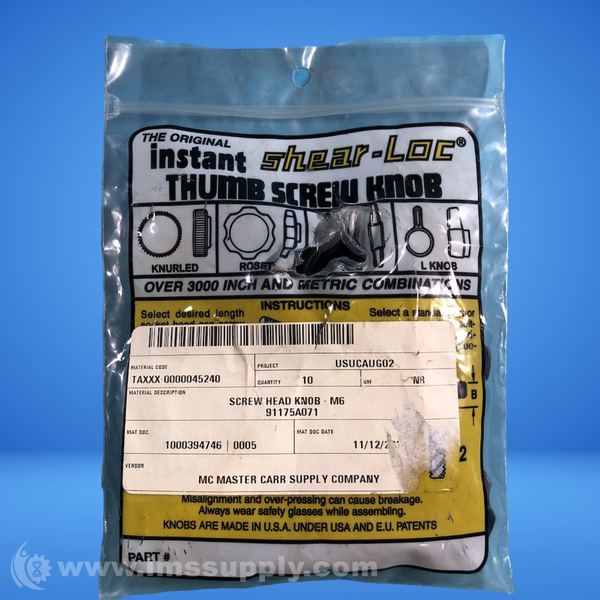 THE ORIGINAL
instant shear-Loc®
THUMB SCREW KNOB
KNURLED
L KNOB
OVER 3000 INCH AND METRIC COMBINATIONS
INSTRUCTIONS
Select desired length
Select a
MATERIAL CODE
TAXXX-0000045240
PROJECT
USUCAUG02
QUANTITY 10 UM NR
MATERIAL DESCRIPTION
SCREW HEAD KNOB - M6
91175A071
MAT.DOC.
1000394746 0005
MAT DOC DATE
11/12/
VENDOR
MC MASTER CARR SUPPLY COMPANY
B
2
Misalignment and over-pressing can cause breakage.
Always wear safety glasses while assembling.
KNOBS ARE MADE IN U.S.A. UNDER USA AND E.U. PATENTS
PART #
www.imssupply.com